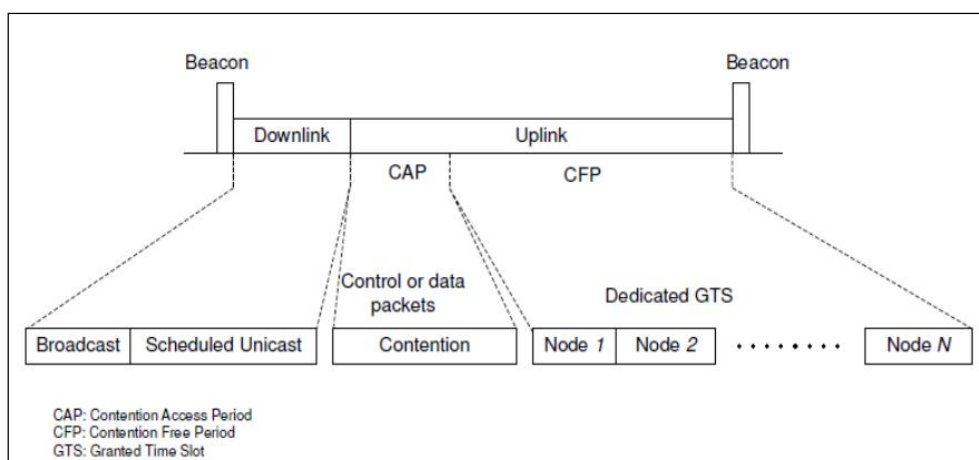 Beacon
Beacon
Downlink
Uplink
CAP
CFP
Control or data
packets
Dedicated GTS
Broadcast
Scheduled Unicast
Contention
Node 1
Node 2
Node N
CAP: Contention Access Period
CFP: Contention Free Period
GTS: Granted Time Slot